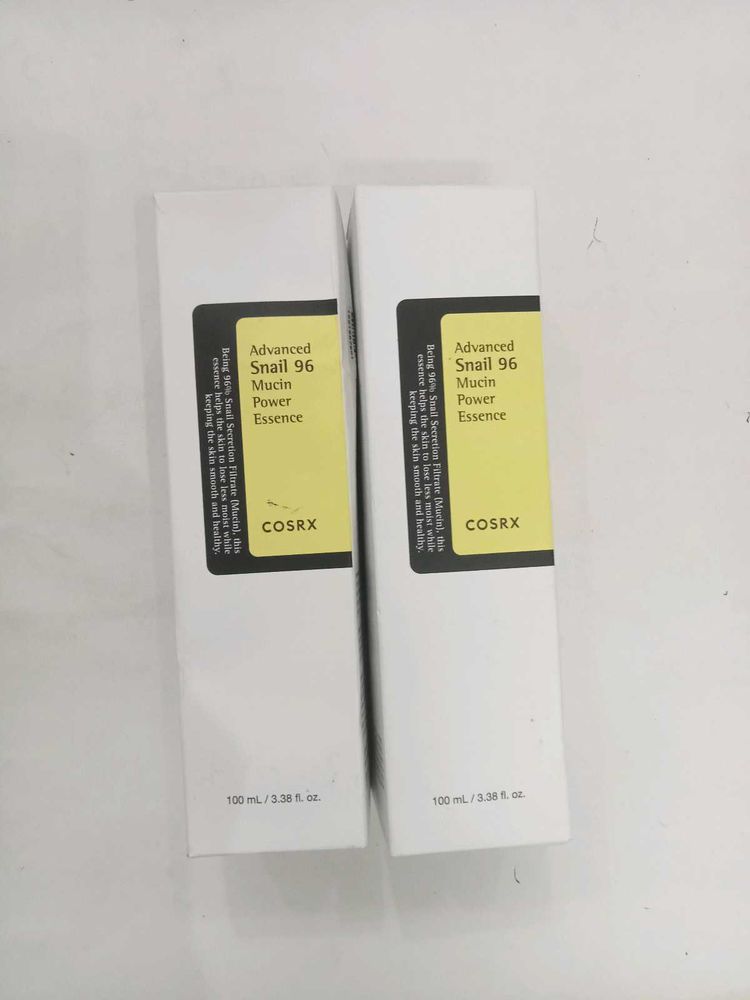 Being 96% Snail Secretion Filtrate (Mucin), this
essence helps the skin to lose less moist while
keeping the skin smooth and healthy.
Advanced
Snail 96
Mucin
Power
Essence
COSRX
100 mL / 3.38 fl. oz.
Being 96% Snail Secretion Filtrate (Mucin), this
essence helps the skin to lose less moist while
keeping the skin smooth and healthy.
Advanced
Snail 96
Mucin
Power
Essence
COSRX
100 mL / 3.38 fl. oz.